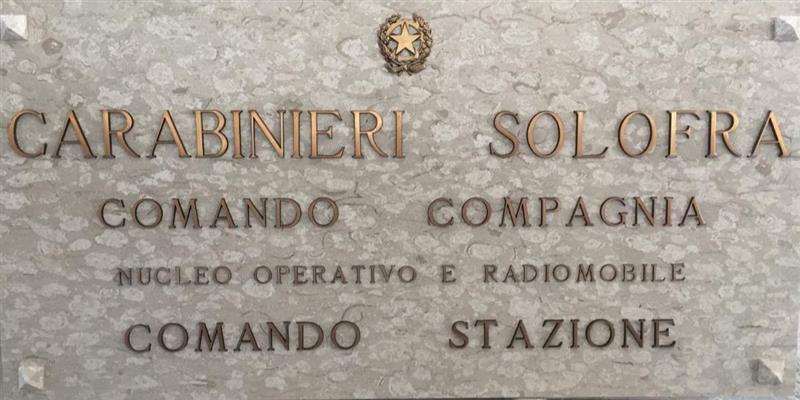 CARABINIERI SOLOFRA
COMANDO COMPAGNIA
NUCLEO OPERATIVO E RADIOMOBILE
COMANDO STAZIONE